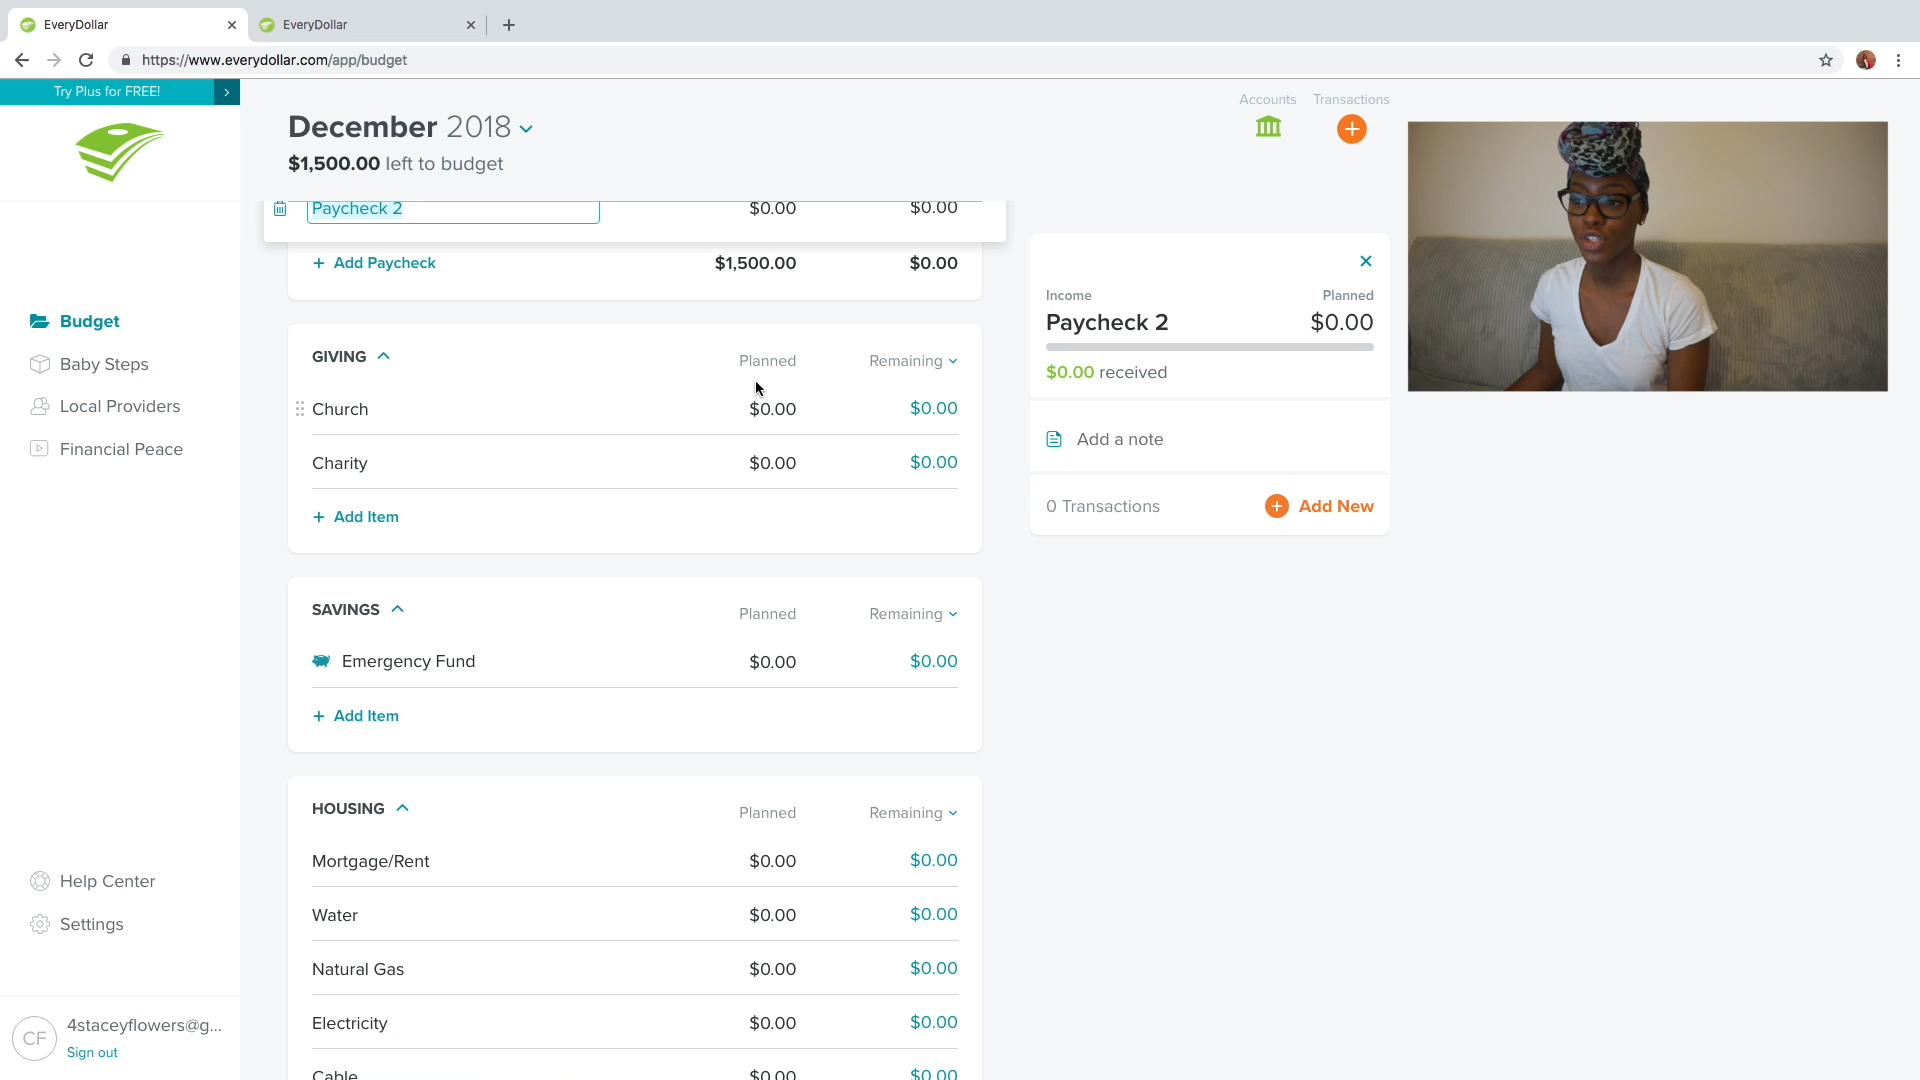 EveryDollar
EveryDollar
https://www.everydollar.com/app/budget
Try Plus for FREE!
December 2018
$1,500.00 left to budget
Accounts
Transactions
Paycheck 2 $0.00 $0.00
+ Add Paycheck $1,500.00 $0.00
GIVING Planned Remaining
Church $0.00 $0.00
Charity $0.00 $0.00
+ Add Item
SAVINGS Planned Remaining
Emergency Fund $0.00 $0.00
+ Add Item
HOUSING Planned Remaining
Mortgage/Rent $0.00 $0.00
Water $0.00 $0.00
Natural Gas $0.00 $0.00
Electricity $0.00 $0.00
Cable $0.00 $0.00
Income Planned
Paycheck 2 $0.00
$0.00 received
Add a note
0 Transactions Add New
Budget
Baby Steps
Local Providers
Financial Peace
Help Center
Settings
CF
4staceyflowers@g...
Sign out